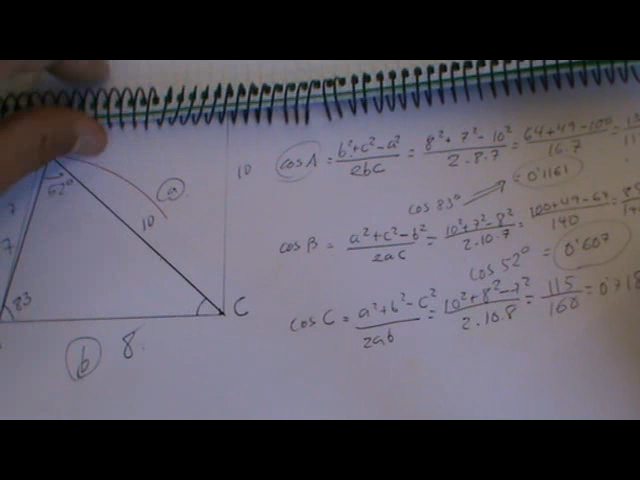 10
cos A = b²+c²-a² / 2bc = 8²+7²-10² / 2·8·7 = 64+49-100 / 16·7 =
cos 83° = 0'1161
cos B = a²+c²-b² / 2ac = 10²+7²-8² / 2·10·7 = 100+49-64 / 140 =
cos 52° = 0'607
cos C = a²+b²-c² / 2ab = 10²+8²-7² / 2·10·8 = 115 / 160 = 0'718
52°
a
7
10
7
83
C
b 8